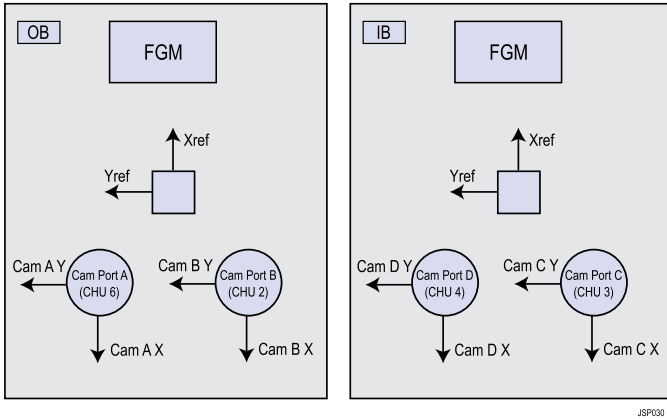 OB
FGM
Xref
Yref
Cam A Y
Cam Port A
(CHU 6)
Cam B Y
Cam Port B
(CHU 2)
Cam A X
Cam B X
IB
FGM
Xref
Yref
Cam D Y
Cam Port D
(CHU 4)
Cam C Y
Cam Port C
(CHU 3)
Cam D X
Cam C X
JSP030